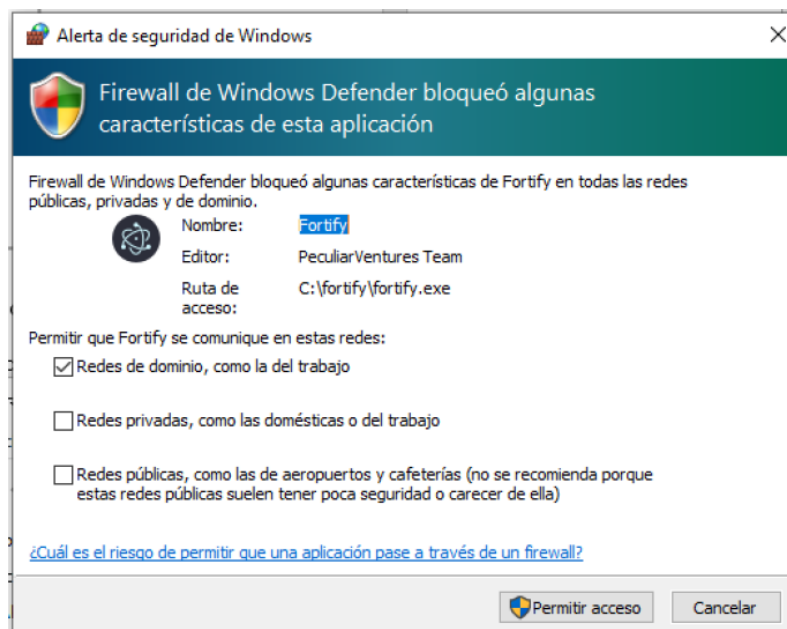 Alerta de seguridad de Windows
Firewall de Windows Defender bloqueó algunas
características de esta aplicación
Firewall de Windows Defender bloqueó algunas características de Fortify en todas las redes
públicas, privadas y de dominio.
Nombre: Fortify
Editor: PeculiarVentures Team
Ruta de C:\fortify\fortify.exe
acceso:
Permitir que Fortify se comunique en estas redes:
Redes de dominio, como la del trabajo
Redes privadas, como las domésticas o del trabajo
Redes públicas, como las de aeropuertos y cafeterías (no se recomienda porque
estas redes públicas suelen tener poca seguridad o carecer de ella)
¿Cuál es el riesgo de permitir que una aplicación pase a través de un firewall?
Permitir acceso Cancelar